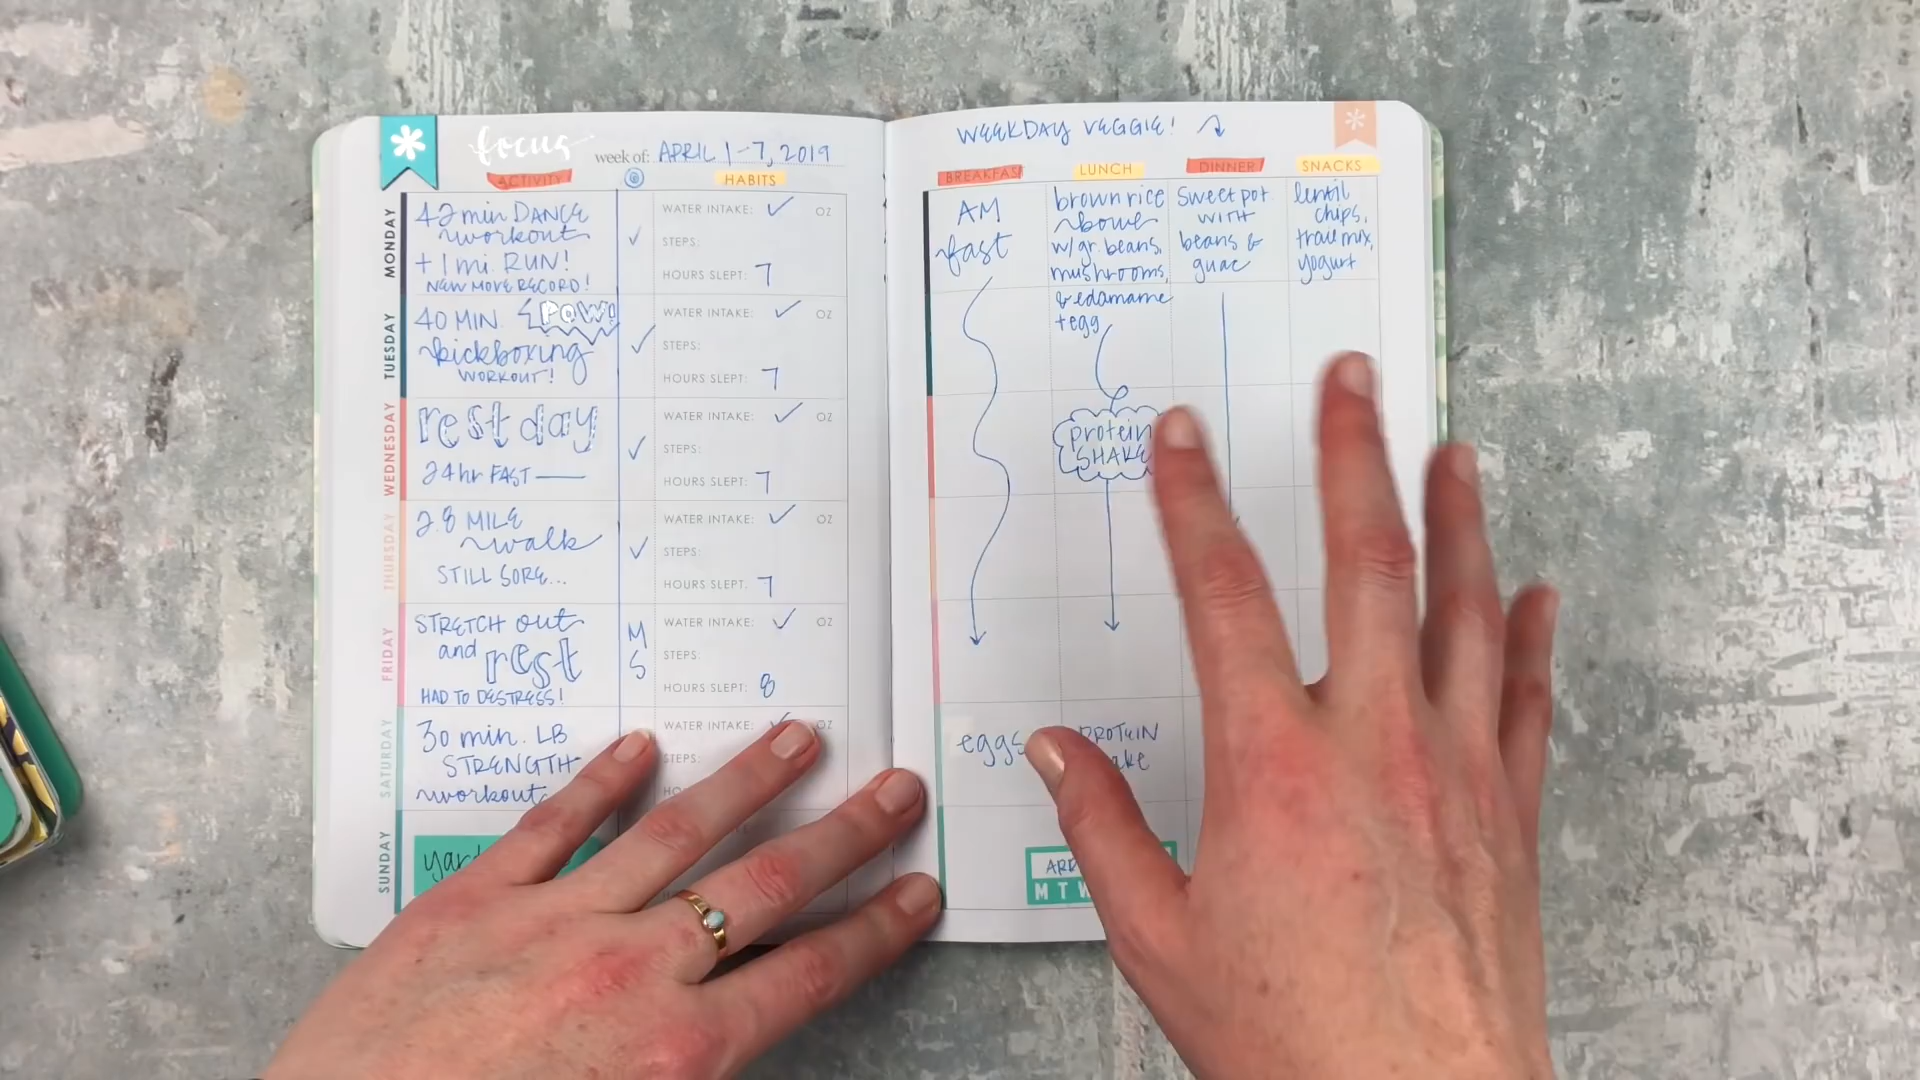 focus
week of: APRIL 1-7, 2019
ACTIVITY
HABITS
MONDAY
42 min DANCE
workout
+ 1 mi. RUN!
NEW MOVE RECORD!
WATER INTAKE: ✓ OZ
STEPS:
HOURS SLEPT: 7
TUESDAY
40 MIN. POW!
kickboxing
WORKOUT!
WATER INTAKE: ✓ OZ
STEPS:
HOURS SLEPT: 7
WEDNESDAY
rest day
24hr FAST
WATER INTAKE: ✓ OZ
STEPS:
HOURS SLEPT: 7
THURSDAY
2.8 MILE
walk
STILL SORE...
WATER INTAKE: ✓ OZ
STEPS:
HOURS SLEPT: 7
FRIDAY
STRETCH out
and rest
HAD TO DESTRESS!
M
S
WATER INTAKE: ✓ OZ
STEPS:
HOURS SLEPT: 8
SATURDAY
30 min. LB
STRENGTH
workout
WATER INTAKE: ✓ OZ
STEPS:
SUNDAY
WEEKDAY VEGGIE!
BREAKFAST
LUNCH
DINNER
SNACKS
AM
fast
brown rice
bowl
w/gr. beans,
mushrooms,
& edamame
+ egg
sweet pot.
with
beans &
guac
lentil
chips,
trail mix,
yogurt
protein
SHAKE
eggs
PROTEIN
M T W